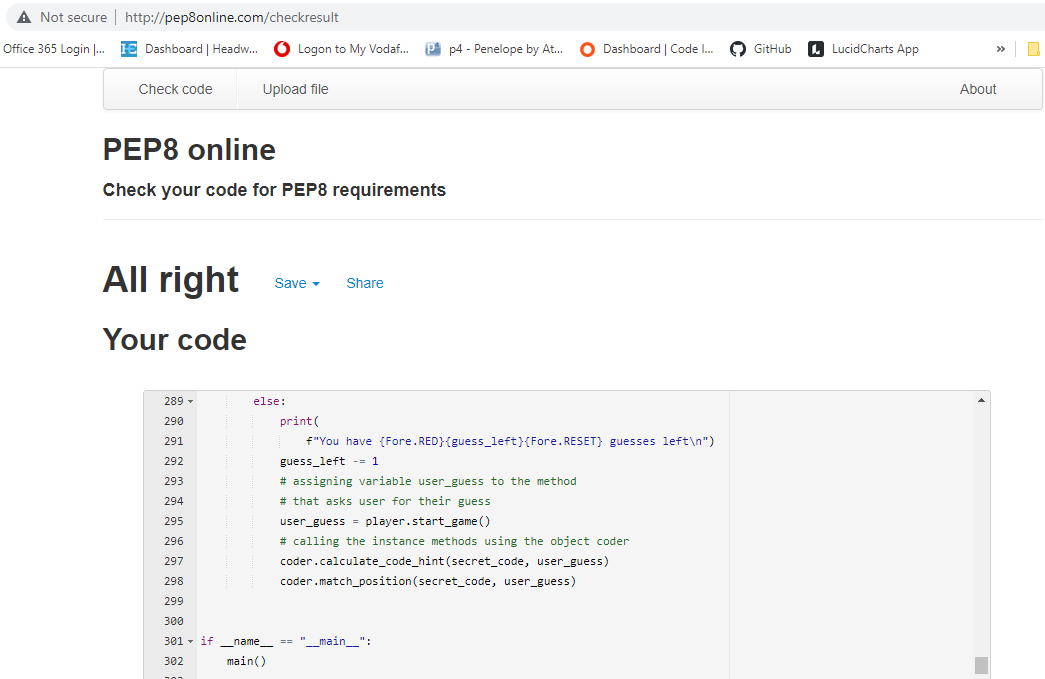 Not secure | http://pep8online.com/checkresult
Office 365 Login |... Dashboard | Headw... Logon to My Vodaf... p4 - Penelope by At... Dashboard | Code I... GitHub LucidCharts App »
Check code Upload file About
PEP8 online
Check your code for PEP8 requirements
All right Save Share
Your code
289 else:
290 print(
291 f"You have {Fore.RED}{guess_left}{Fore.RESET} guesses left\n")
292 guess_left -= 1
293 # assigning variable user_guess to the method
294 # that asks user for their guess
295 user_guess = player.start_game()
296 # calling the instance methods using the object coder
297 coder.calculate_code_hint(secret_code, user_guess)
298 coder.match_position(secret_code, user_guess)
299
300
301 if __name__ == "__main__":
302 main()